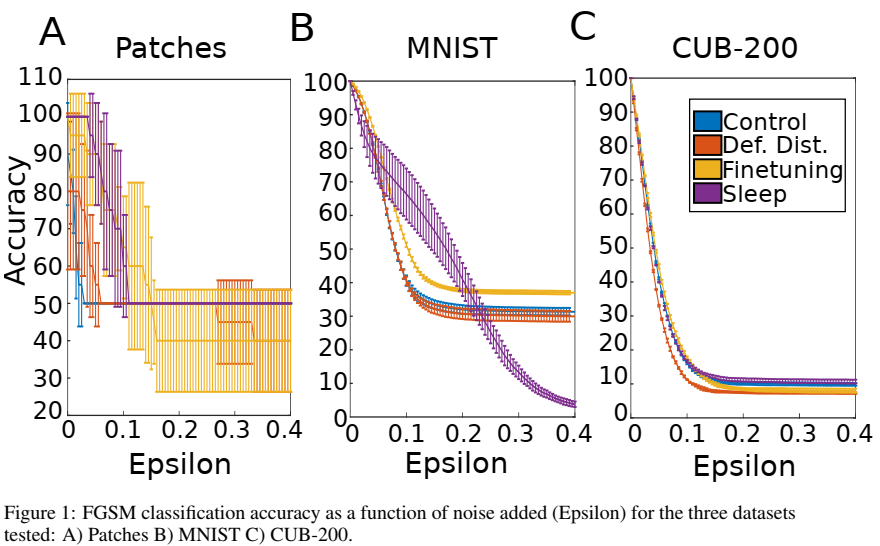 A
Patches
110
100
90
80
70
60
50
40
30
20
Accuracy
0
0.1
0.2
0.3
0.4
Epsilon
B
MNIST
100
90
80
70
60
50
40
30
20
10
0
0
0.1
0.2
0.3
0.4
Epsilon
C
CUB-200
100
90
80
70
60
50
40
30
20
10
0
0
0.1
0.2
0.3
0.4
Epsilon
Control
Def. Dist.
Finetuning
Sleep
Figure 1: FGSM classification accuracy as a function of noise added (Epsilon) for the three datasets
tested: A) Patches B) MNIST C) CUB-200.